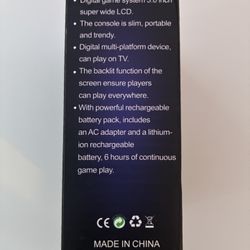 • Digital game system 5.0 inch
super wide LCD.
• The console is slim, portable
and trendy.
• Digital multi-platform device,
can play on TV.
• The backlit function of the
screen ensure players
can play everywhere.
• With powerful rechargeable
battery pack, includes
an AC adapter and a lithium-
ion rechargeable
battery, 6 hours of continuous
game play.
CE
MADE IN CHINA